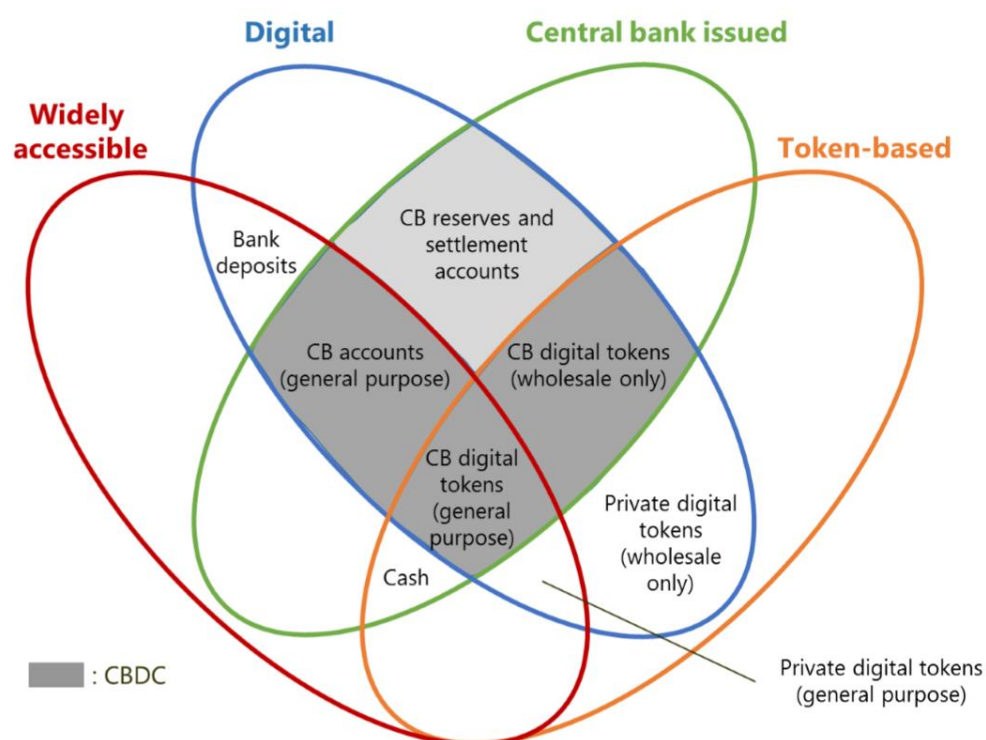 Digital
Central bank issued
Widely
accessible
Token-based
CB reserves and
settlement
accounts
Bank
deposits
CB accounts
(general purpose)
CB digital tokens
(wholesale only)
CB digital
tokens
(general
purpose)
Private digital
tokens
(wholesale
only)
Cash
: CBDC
Private digital tokens
(general purpose)